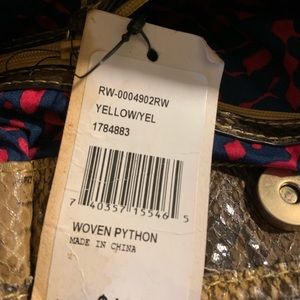 RW-0004902RW
YELLOW/YEL
1784883
7 40357 15546 5
WOVEN PYTHON
MADE IN CHINA